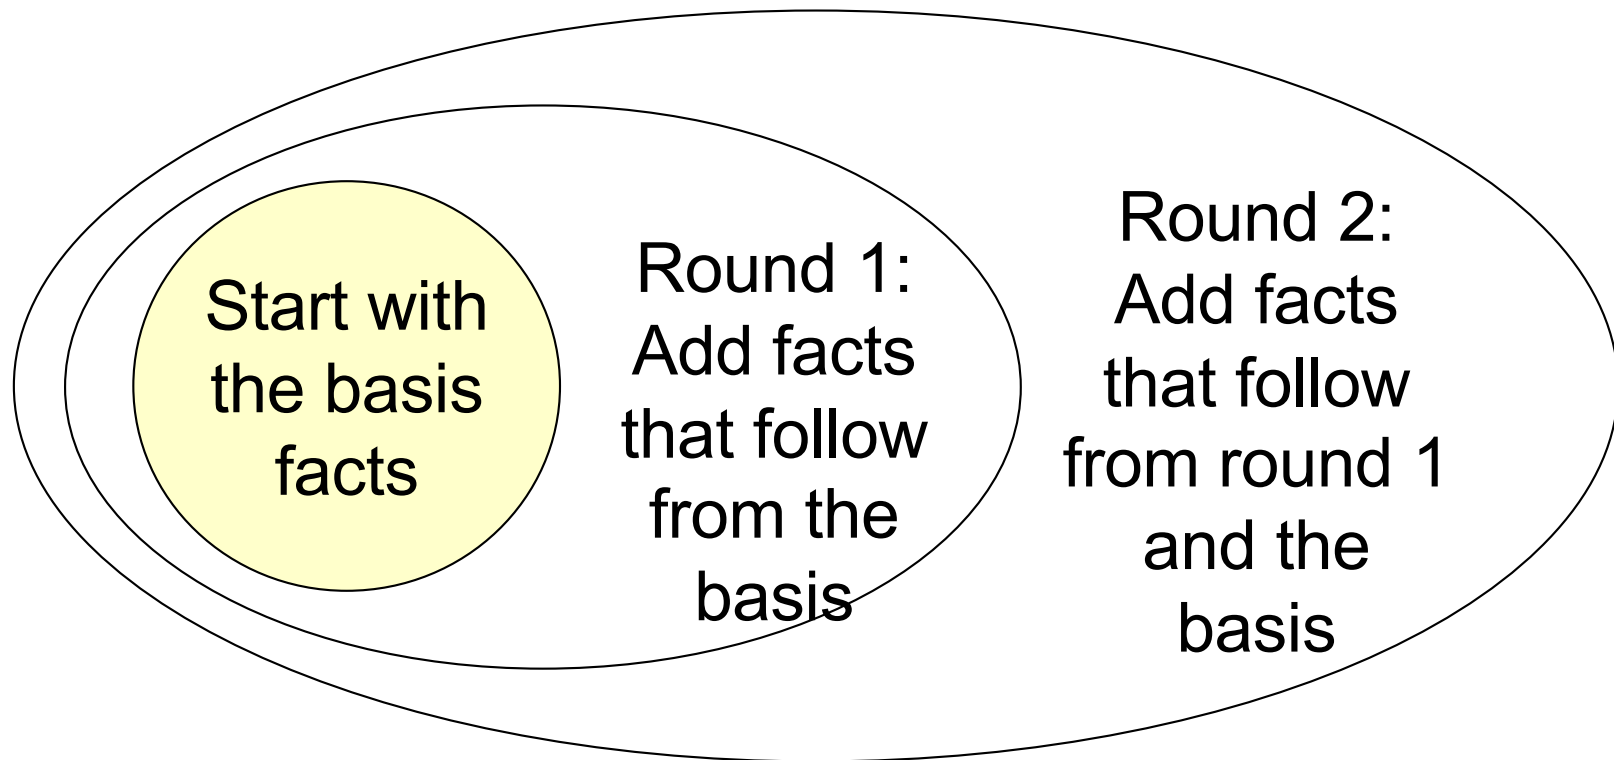 Start with
the basis
facts
Round 1:
Add facts
that follow
from the
basis
Round 2:
Add facts
that follow
from round 1
and the
basis